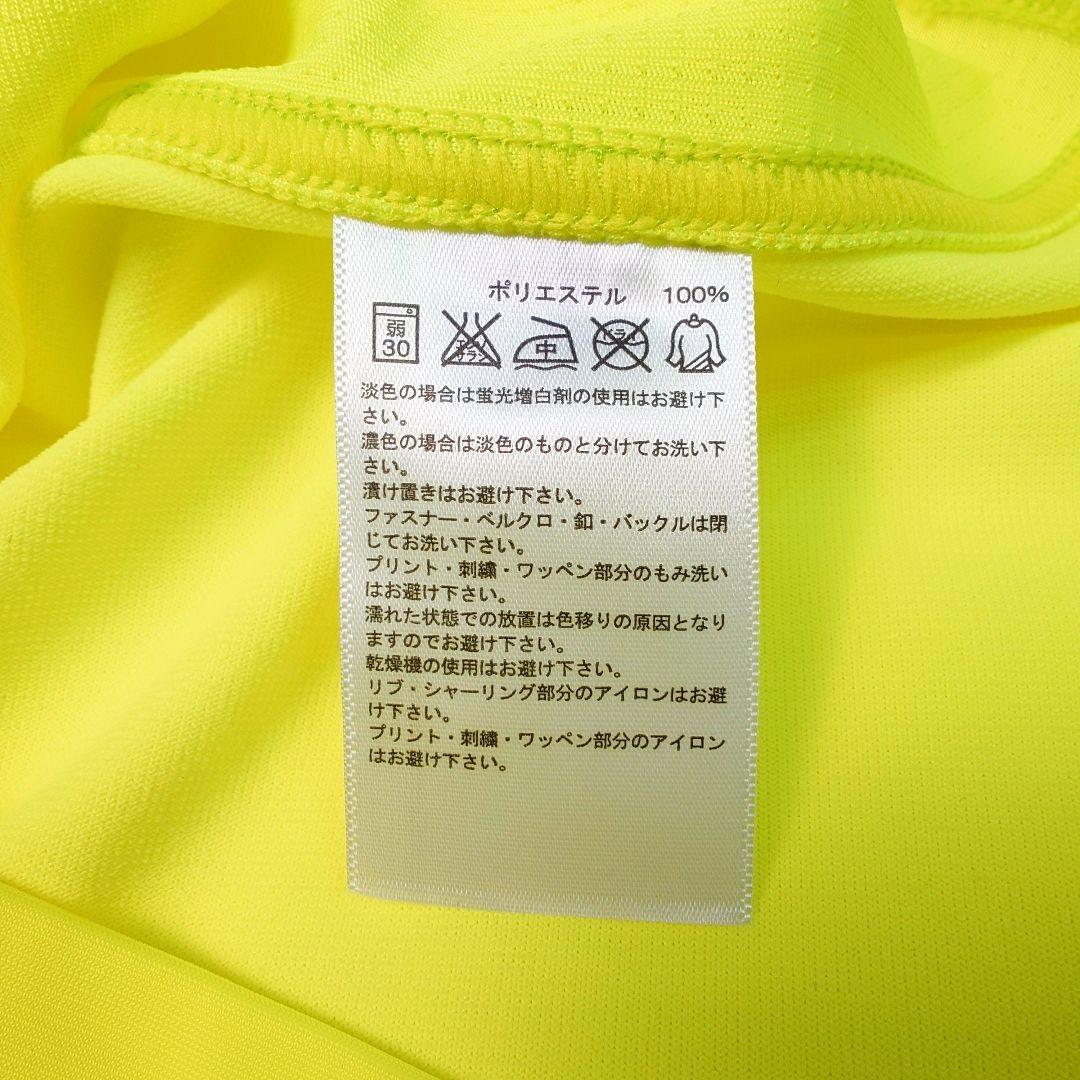 ポリエステル 100%
弱 30 エンソ サラシ 中 ドライ
淡色の場合は蛍光増白剤の使用はお避け下
さい。
濃色の場合は淡色のものと分けてお洗い下
さい。
漬け置きはお避け下さい。
ファスナー・ベルクロ・釦・バックルは閉
じてお洗い下さい。
プリント・刺繍・ワッペン部分のもみ洗い
はお避け下さい。
濡れた状態での放置は色移りの原因となり
ますのでお避け下さい。
乾燥機の使用はお避け下さい。
リブ・シャーリング部分のアイロンはお避
け下さい。
プリント・刺繍・ワッペン部分のアイロン
はお避け下さい。